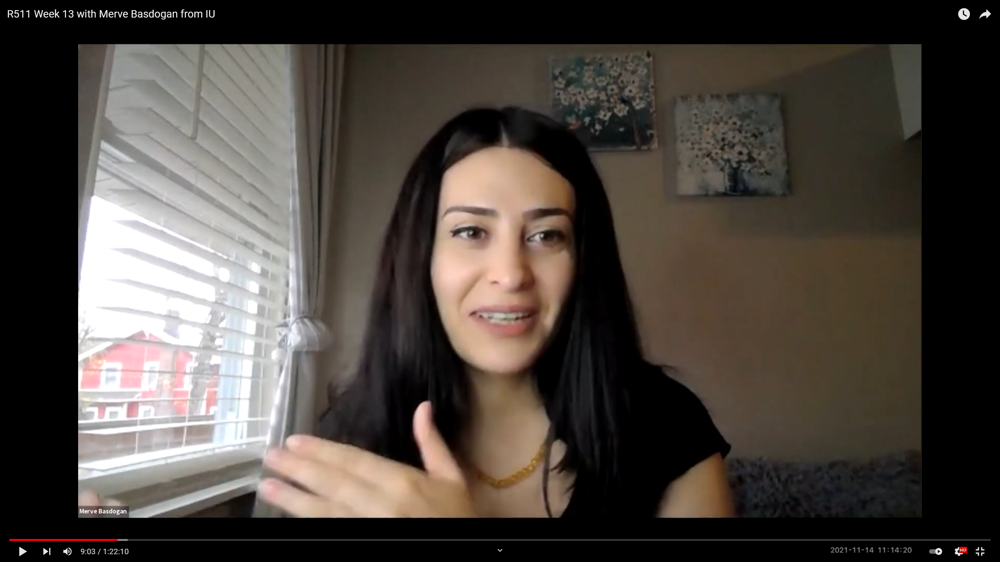 R511 Week 13 with Merve Basdogan from IU
Merve Basdogan
9:03 / 1:22:10
2021-11-14 11:14:20
HD